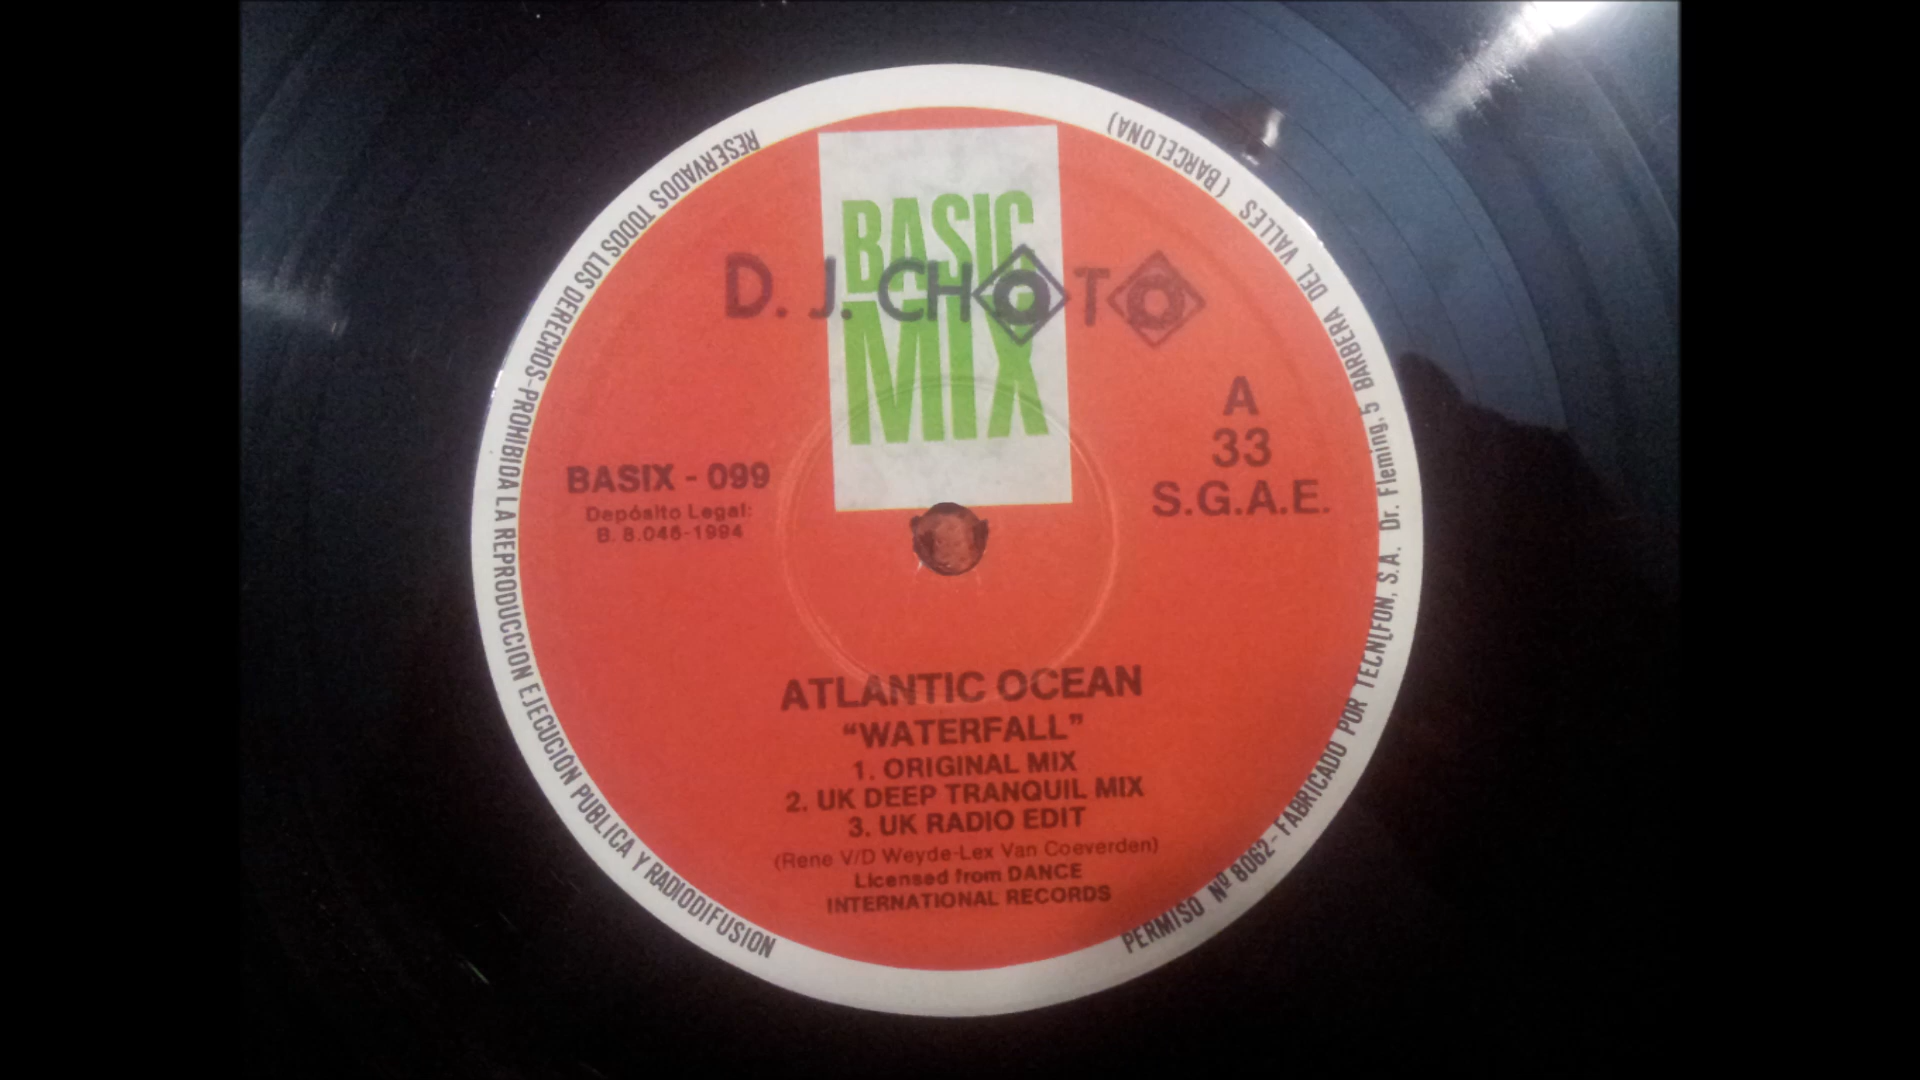 BASIC
MIX
D. J. CHOTO
A
33
S.G.A.E.
BASIX - 099
Depósito Legal:
B. 8.046-1994
ATLANTIC OCEAN
“WATERFALL”
1. ORIGINAL MIX
2. UK DEEP TRANQUIL MIX
3. UK RADIO EDIT
(Rene V/D Weyde-Lex Van Coeverden)
Licensed from DANCE
INTERNATIONAL RECORDS
RESERVADOS TODOS LOS DERECHOS-PROHIBIDA LA REPRODUCCION EJECUCIÓN PUBLICA Y RADIODIFUSION
PERMISO Nº 8062- FABRICADO POR TECNIFON, S.A. Dr. Fleming, 5 BARBERA DEL VALLES (BARCELONA)